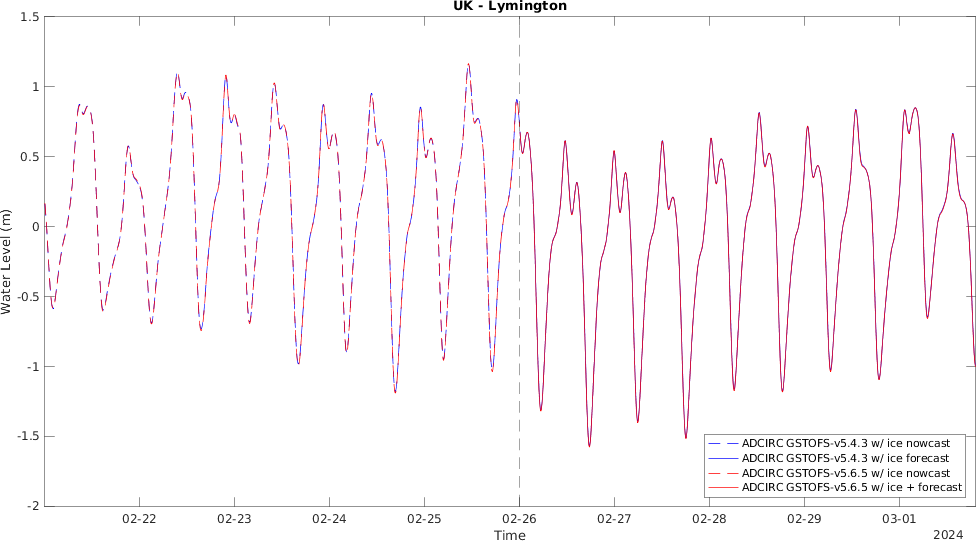 UK - Lymington
1.5
1
0.5
0
-0.5
-1
-1.5
-2
Water Level (m)
02-22 02-23 02-24 02-25 02-26 02-27 02-28 02-29 03-01
Time
2024
ADCIRC GSTOFS-v5.4.3 w/ ice nowcast
ADCIRC GSTOFS-v5.4.3 w/ ice forecast
ADCIRC GSTOFS-v5.6.5 w/ ice nowcast
ADCIRC GSTOFS-v5.6.5 w/ ice + forecast